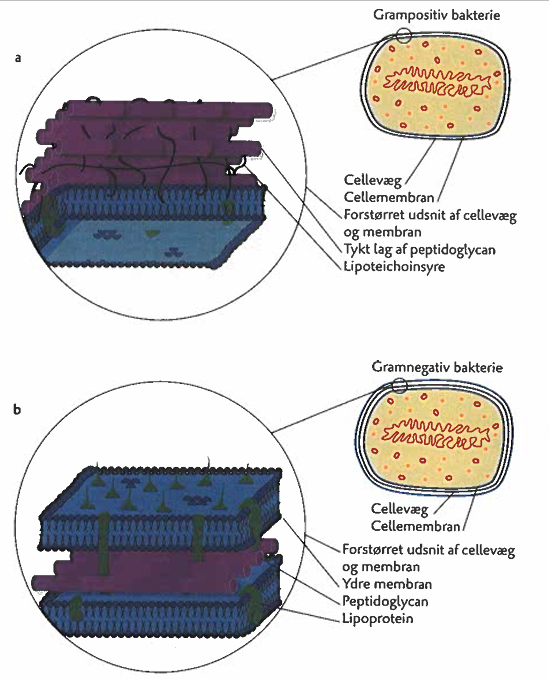 Grampositiv bakterie
a
Cellevæg
Cellemembran
Forstørret udsnit af cellevæg
og membran
Tykt lag af peptidoglycan
Lipoteichoinsyre
Gramnegativ bakterie
b
Cellevæg
Cellemembran
Forstørret udsnit af cellevæg
og membran
Ydre membran
Peptidoglycan
Lipoprotein